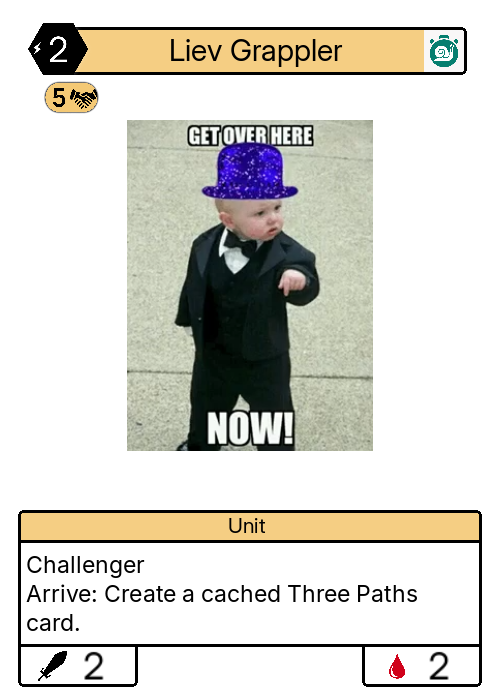 2
Liev Grappler
5
GET OVER HERE
NOW!
Unit
Challenger
Arrive: Create a cached Three Paths
card.
2
2